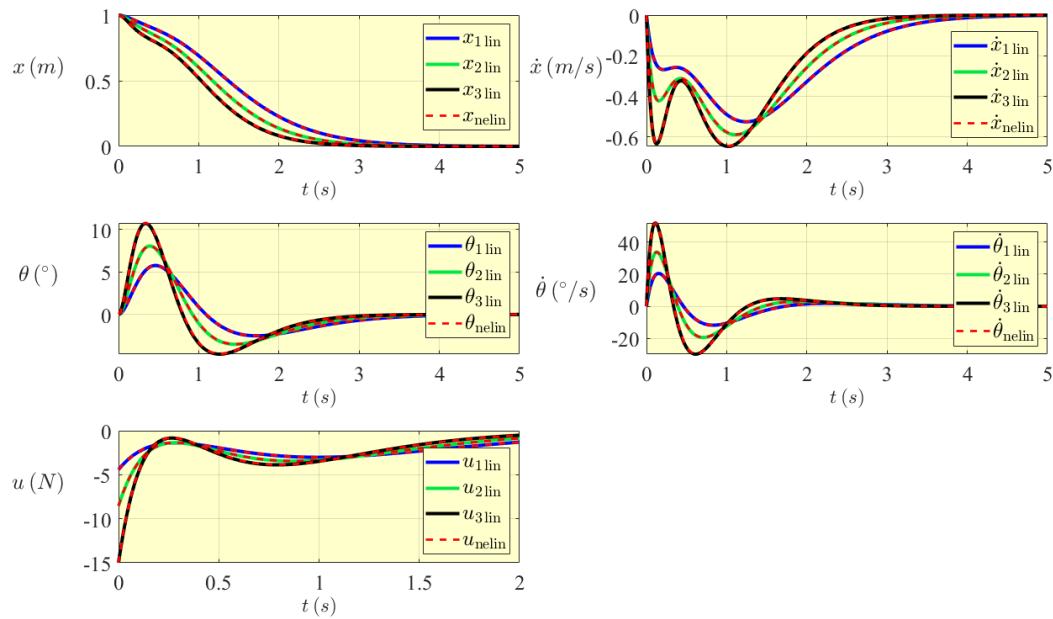 1
0.5
0
x (m)
x1 lin
x2 lin
x3 lin
xnelin
0 1 2 3 4 5
t (s)
0
-0.2
-0.4
-0.6
ẋ (m/s)
ẋ1 lin
ẋ2 lin
ẋ3 lin
ẋnelin
0 1 2 3 4 5
t (s)
10
5
0
θ (°)
θ1 lin
θ2 lin
θ3 lin
θnelin
0 1 2 3 4 5
t (s)
40
20
0
-20
θ̇ (°/s)
θ̇1 lin
θ̇2 lin
θ̇3 lin
θ̇nelin
0 1 2 3 4 5
t (s)
0
-5
-10
-15
u (N)
u1 lin
u2 lin
u3 lin
unelin
0 0.5 1 1.5 2
t (s)